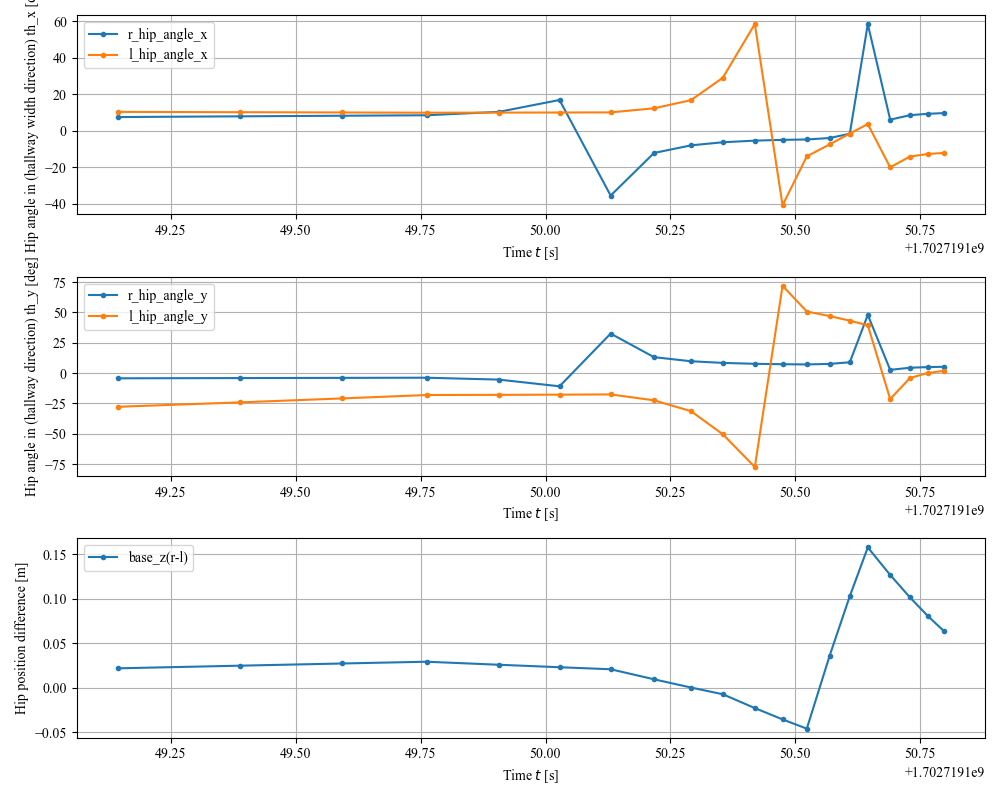 Hip angle in (hallway width direction) th_x
60
40
20
0
−20
−40
r_hip_angle_x
l_hip_angle_x
49.25 49.50 49.75 50.00 50.25 50.50 50.75
Time t [s]
+1.7027191e9
Hip angle in (hallway direction) th_y [deg]
75
50
25
0
−25
−50
−75
r_hip_angle_y
l_hip_angle_y
49.25 49.50 49.75 50.00 50.25 50.50 50.75
Time t [s]
+1.7027191e9
Hip position difference [m]
0.15
0.10
0.05
0.00
−0.05
base_z(r-l)
49.25 49.50 49.75 50.00 50.25 50.50 50.75
Time t [s]
+1.7027191e9